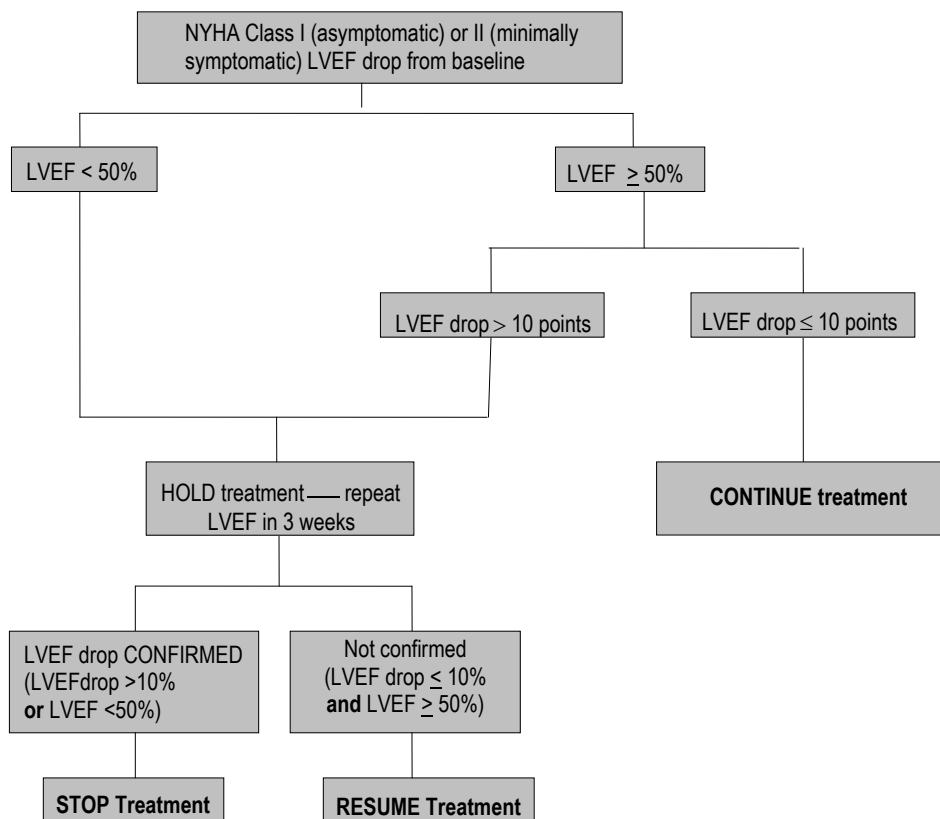 NYHA Class I (asymptomatic) or II (minimally
symptomatic) LVEF drop from baseline
LVEF < 50%
LVEF ≥ 50%
LVEF drop > 10 points
LVEF drop ≤ 10 points
HOLD treatment — repeat
LVEF in 3 weeks
CONTINUE treatment
LVEF drop CONFIRMED
(LVEFdrop >10%
or LVEF <50%)
Not confirmed
(LVEF drop ≤ 10%
and LVEF ≥ 50%)
STOP Treatment
RESUME Treatment